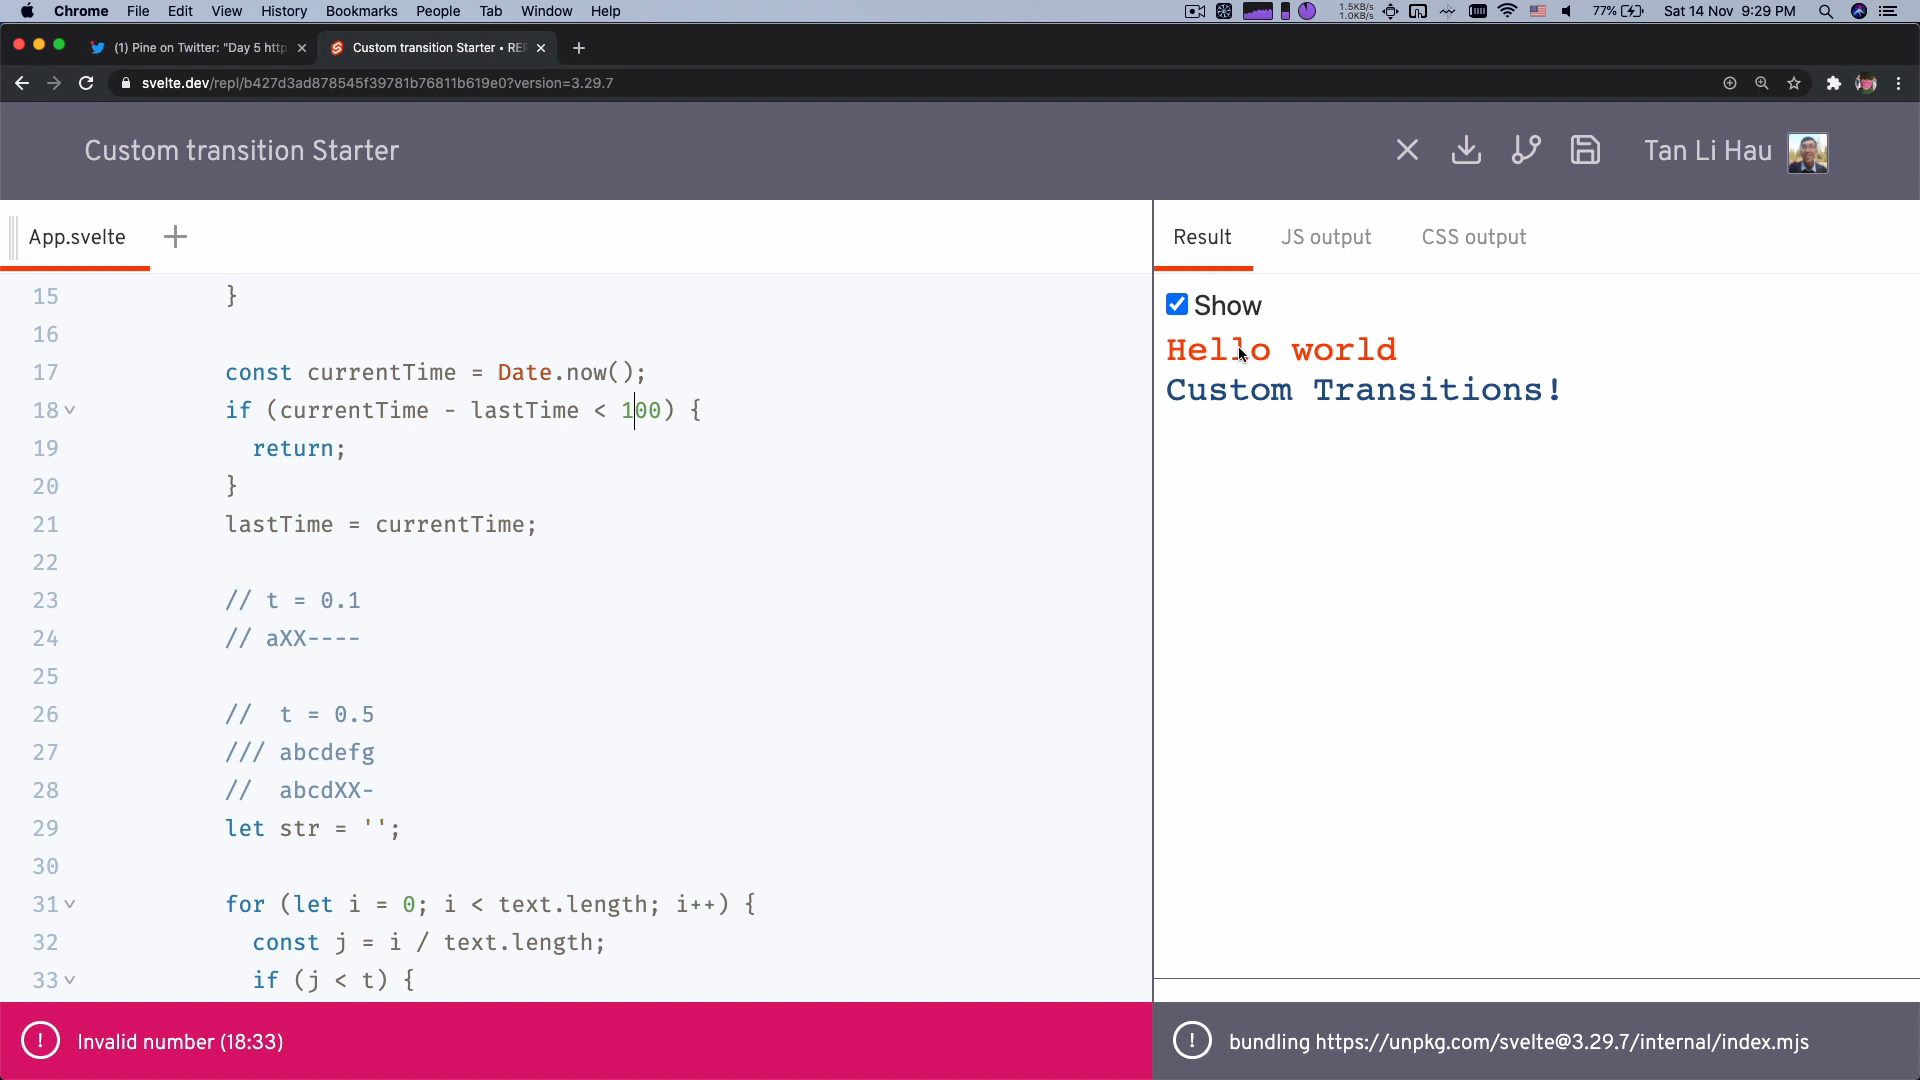 Chrome File Edit View History Bookmarks People Tab Window Help
1.5KB/s
1.0KB/s
77%
Sat 14 Nov 9:29 PM
(1) Pine on Twitter: "Day 5 http
Custom transition Starter • REP
svelte.dev/repl/b427d3ad878545f39781b76811b619e0?version=3.29.7
Custom transition Starter
Tan Li Hau
App.svelte
Result JS output CSS output
15 }
16
17 const currentTime = Date.now();
18 if (currentTime - lastTime < 100) {
19 return;
20 }
21 lastTime = currentTime;
22
23 // t = 0.1
24 // aXX----
25
26 // t = 0.5
27 /// abcdefg
28 // abcdXX-
29 let str = '';
30
31 for (let i = 0; i < text.length; i++) {
32 const j = i / text.length;
33 if (j < t) {
Show
Hello world
Custom Transitions!
Invalid number (18:33)
bundling https://unpkg.com/svelte@3.29.7/internal/index.mjs